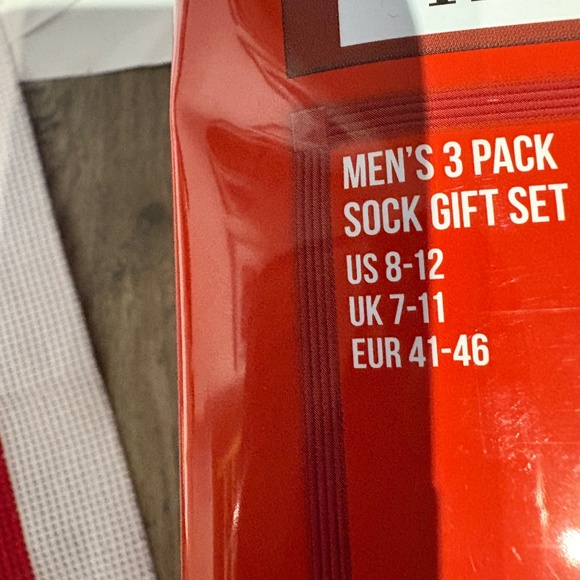 MEN'S 3 PACK
SOCK GIFT SET
US 8-12
UK 7-11
EUR 41-46